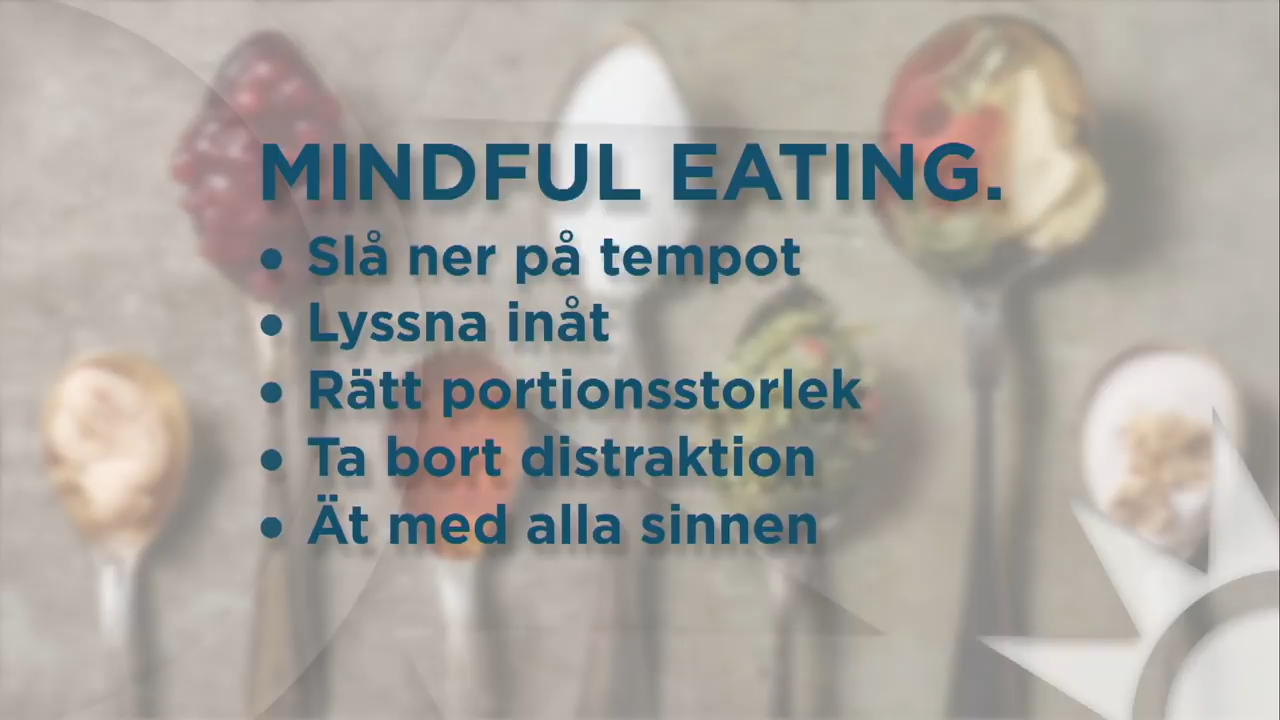 MINDFUL EATING.
• Slå ner på tempot
• Lyssna inåt
• Rätt portionsstorlek
• Ta bort distraktion
• Ät med alla sinnen